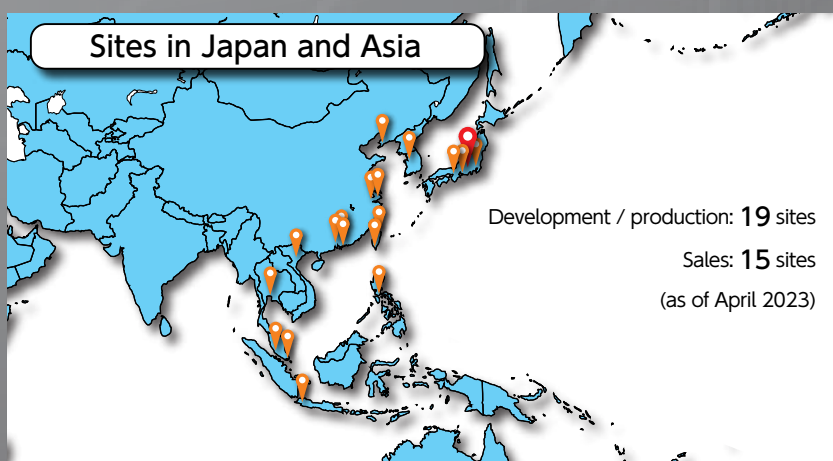 Sites in Japan and Asia
Development / production: 19 sites
Sales: 15 sites
(as of April 2023)